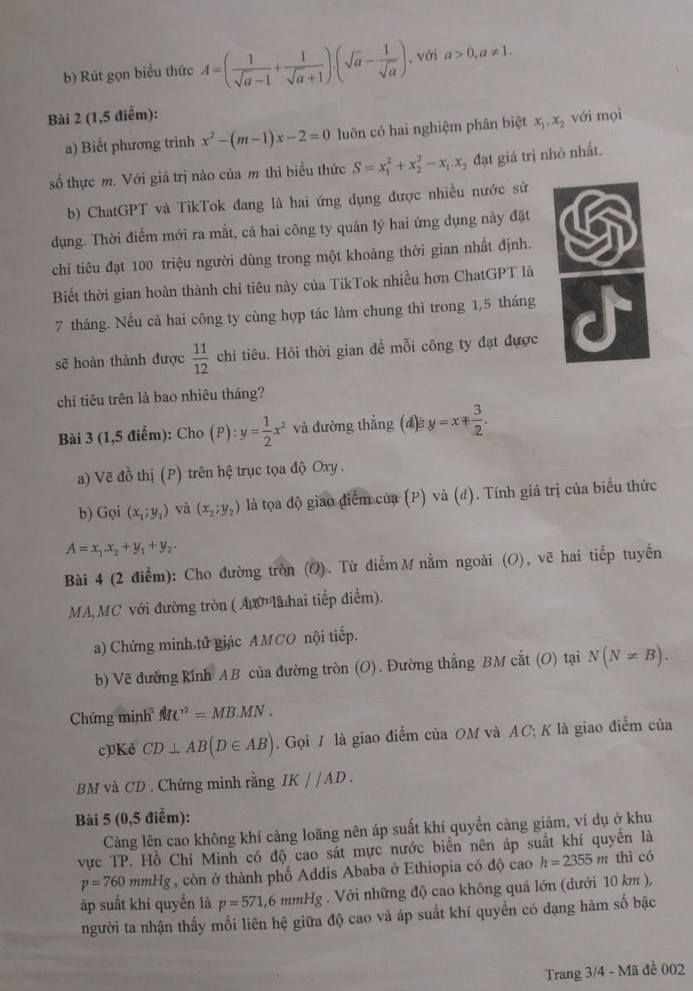 b) Rút gọn biểu thức A = (1/(√a − 1) + 1/(√a + 1)).(√a − 1/√a), với a > 0, a ≠ 1.
Bài 2 (1,5 điểm):
a) Biết phương trình x² − (m − 1)x − 2 = 0 luôn có hai nghiệm phân biệt x₁, x₂ với mọi
số thực m. Với giá trị nào của m thì biểu thức S = x₁² + x₂² − x₁.x₂ đạt giá trị nhỏ nhất.
b) ChatGPT và TikTok đang là hai ứng dụng được nhiều nước sử
dụng. Thời điểm mới ra mắt, cả hai công ty quản lý hai ứng dụng này đặt
chỉ tiêu đạt 100 triệu người dùng trong một khoảng thời gian nhất định.
Biết thời gian hoàn thành chỉ tiêu này của TikTok nhiều hơn ChatGPT là
7 tháng. Nếu cả hai công ty cùng hợp tác làm chung thì trong 1,5 tháng
sẽ hoàn thành được 11/12 chỉ tiêu. Hỏi thời gian để mỗi công ty đạt được
chỉ tiêu trên là bao nhiêu tháng?
Bài 3 (1,5 điểm): Cho (P): y = 1/2 x² và đường thẳng (d): y = x + 3/2.
a) Vẽ đồ thị (P) trên hệ trục tọa độ Oxy.
b) Gọi (x₁; y₁) và (x₂; y₂) là tọa độ giao điểm của (P) và (d). Tính giá trị của biểu thức
A = x₁.x₂ + y₁ + y₂.
Bài 4 (2 điểm): Cho đường tròn (O). Từ điểm M nằm ngoài (O), vẽ hai tiếp tuyến
MA, MC với đường tròn ( là hai tiếp điểm).
a) Chứng minh tứ giác AMCO nội tiếp.
b) Vẽ đường kính AB của đường tròn (O). Đường thẳng BM cắt (O) tại N (N ≠ B).
Chứng minh MC² = MB.MN.
c) Kẻ CD ⊥ AB (D ∈ AB). Gọi I là giao điểm của OM và AC; K là giao điểm của
BM và CD. Chứng minh rằng IK // AD.
Bài 5 (0,5 điểm):
Càng lên cao không khí càng loãng nên áp suất khí quyển càng giảm, ví dụ ở khu
vực TP. Hồ Chí Minh có độ cao sát mực nước biển nên áp suất khí quyển là
p = 760 mmHg, còn ở thành phố Addis Ababa ở Ethiopia có độ cao h = 2355 m thì có
áp suất khí quyển là p = 571,6 mmHg. Với những độ cao không quá lớn (dưới 10 km),
người ta nhận thấy mối liên hệ giữa độ cao và áp suất khí quyển có dạng hàm số bậc
Trang 3/4 - Mã đề 002